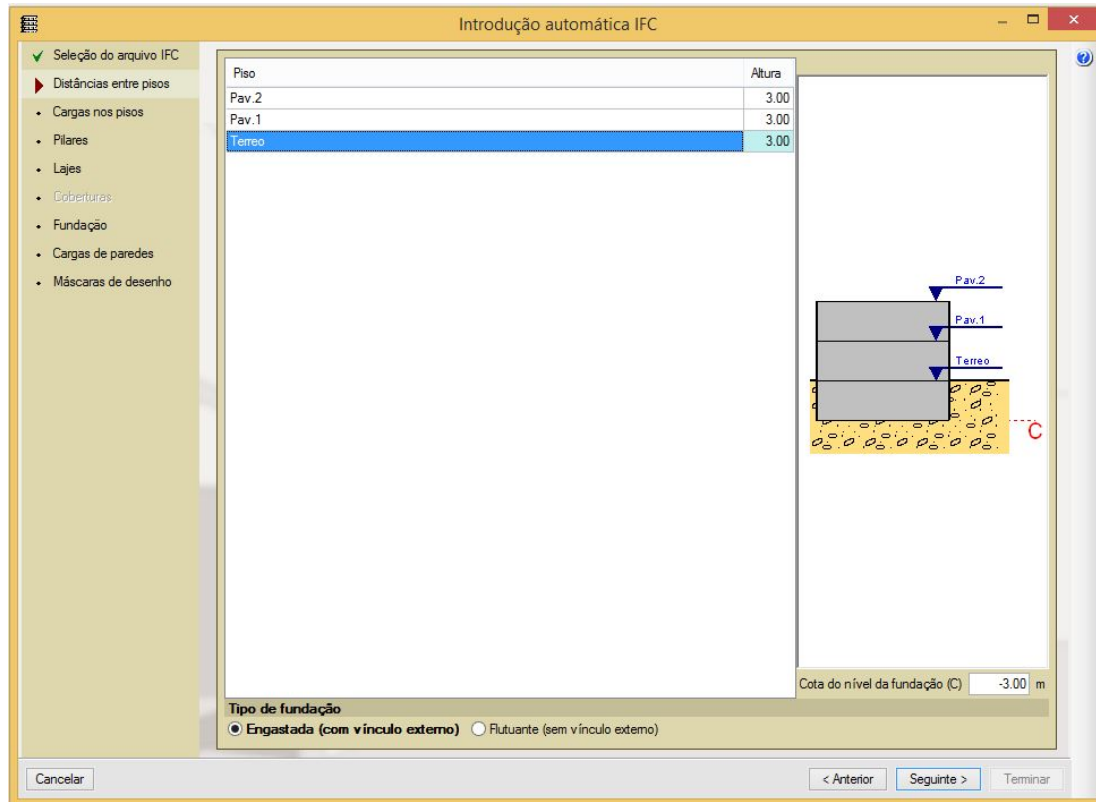 Introdução automática IFC
Seleção do arquivo IFC
Distâncias entre pisos
Cargas nos pisos
Pilares
Lajes
Coberturas
Fundação
Cargas de paredes
Máscaras de desenho
Piso Altura
Pav.2 3.00
Pav.1 3.00
Terreo 3.00
Pav.2
Pav.1
Terreo
C
Cota do nível da fundação (C) -3.00 m
Tipo de fundação
Engastada (com vínculo externo) Flutuante (sem vínculo externo)
Cancelar < Anterior Seguinte > Terminar